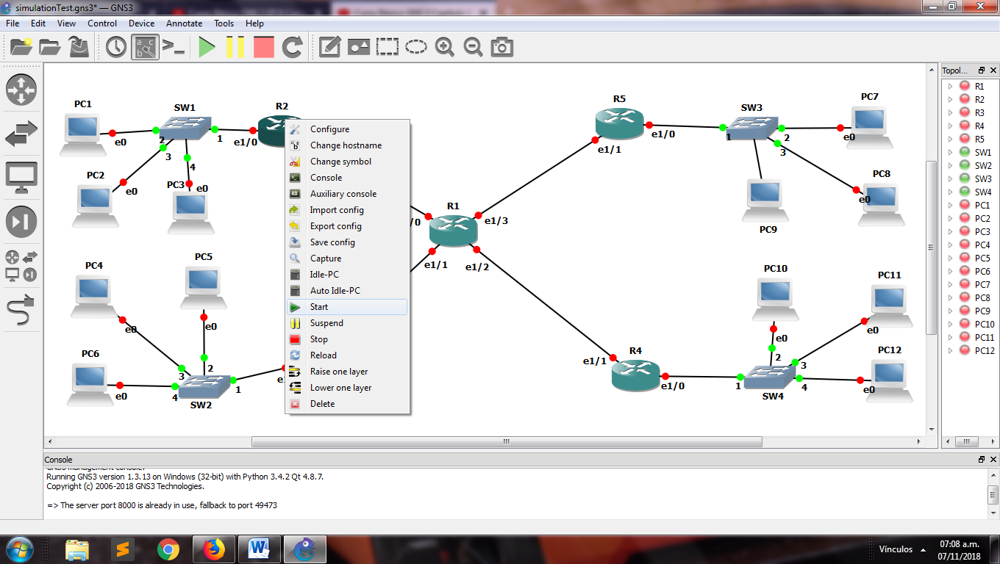 simulationTest.gns3* — GNS3
File Edit View Control Device Annotate Tools Help
Topol...
PC1
SW1
R2
e0
2
1
e1/0
3
4
PC2
PC3
e0
e0
R5
e1/0
e1/1
SW3
1
2
3
PC7
e0
PC8
e0
PC9
R1
/0
e1/3
e1/1
e1/2
PC4
PC5
e0
e0
PC6
e0
3
2
4
1
SW2
PC10
PC11
e0
e0
R4
e1/1
e1/0
1
2
3
4
SW4
PC12
e0
Configure
Change hostname
Change symbol
Console
Auxiliary console
Import config
Export config
Save config
Capture
Idle-PC
Auto Idle-PC
Start
Suspend
Stop
Reload
Raise one layer
Lower one layer
Delete
R1
R2
R3
R4
R5
SW1
SW2
SW3
SW4
PC1
PC2
PC3
PC4
PC5
PC6
PC7
PC8
PC9
PC10
PC11
PC12
Console
GNS3 management console.
Running GNS3 version 1.3.13 on Windows (32-bit) with Python 3.4.2 Qt 4.8.7.
Copyright (c) 2006-2018 GNS3 Technologies.
=> The server port 8000 is already in use, fallback to port 49473
Vínculos
07:08 a.m.
07/11/2018